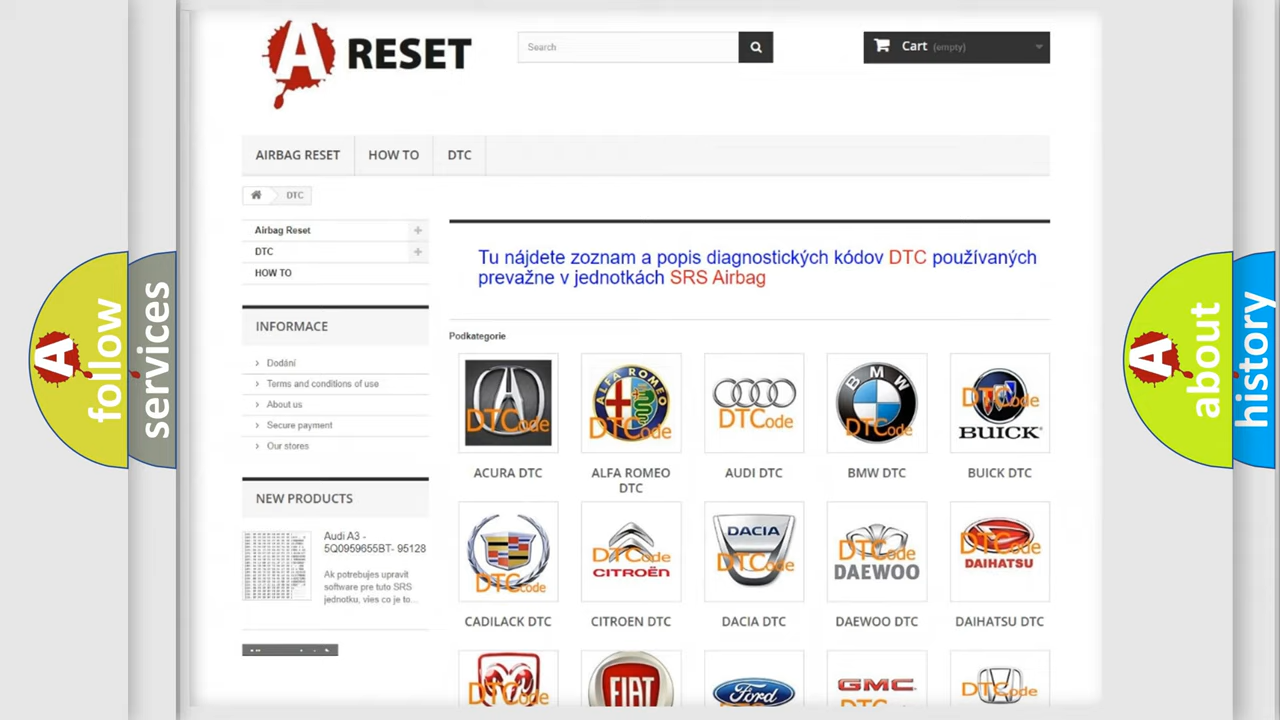 A RESET
Search
Cart (empty)
AIRBAG RESET
HOW TO
DTC
DTC
Airbag Reset
DTC
HOW TO
INFORMACE
Dodání
Terms and conditions of use
About us
Secure payment
Our stores
NEW PRODUCTS
Audi A3 -
5Q0959655BT- 95128
Ak potrebujes upravit
software pre tuto SRS
jednotku, vies co je to...
Tu nájdete zoznam a popis diagnostických kódov DTC používaných
prevažne v jednotkách SRS Airbag
Podkategorie
DTCode
ALFA ROMEO
DTCode
DTCode
BMW
DTCode
DTCode
BUICK
ACURA DTC
ALFA ROMEO
DTC
AUDI DTC
BMW DTC
BUICK DTC
DTCode
DTCode
CITROËN
DACIA
DTCode
DTCode
DAEWOO
DTCode
DAIHATSU
CADILACK DTC
CITROEN DTC
DACIA DTC
DAEWOO DTC
DAIHATSU DTC
DTCode
FIAT
Ford
GMC
DTCode
A follow
services
A about
history